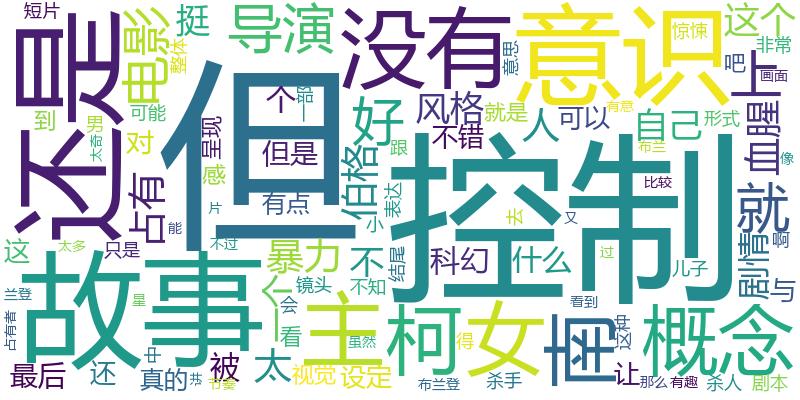 短片
电影
整体
挺
导演
没有
意识
惊悚
这个
非常
意思
吧
画面
上
还是
但
个
一部
好
风格
就是
到
可能
对
男
太奇
呈现
但是
伯格
跟
不错
人
可以
自己
形式
有意
血腥
布兰
像
占有
感
有点
表达
控制
比较
就
能
片
去
又
哥
这
太多
只是
不过
暴力
不
科幻
什么
过
剧情
与
故事
一个
镜头
不知
结尾
儿子
兰登
星
会
看到
占有者
主
柯
女
南
这种
概念
看
虽然
得
最后
还
中
真的
被
太
节奏
视觉
设定
布兰登
杀手
让
那么
有趣
杀人
剧本